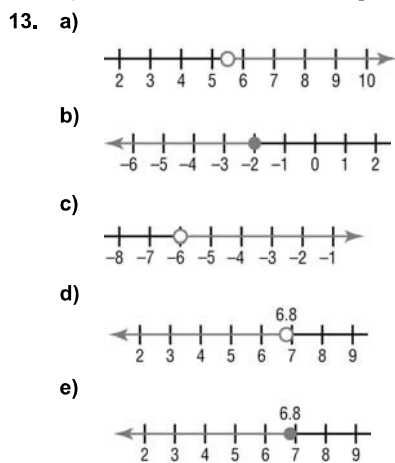 13. a)
2 3 4 5 6 7 8 9 10
b)
–6 –5 –4 –3 –2 –1 0 1 2
c)
–8 –7 –6 –5 –4 –3 –2 –1
d)
6.8
2 3 4 5 6 7 8 9
e)
6.8
2 3 4 5 6 7 8 9